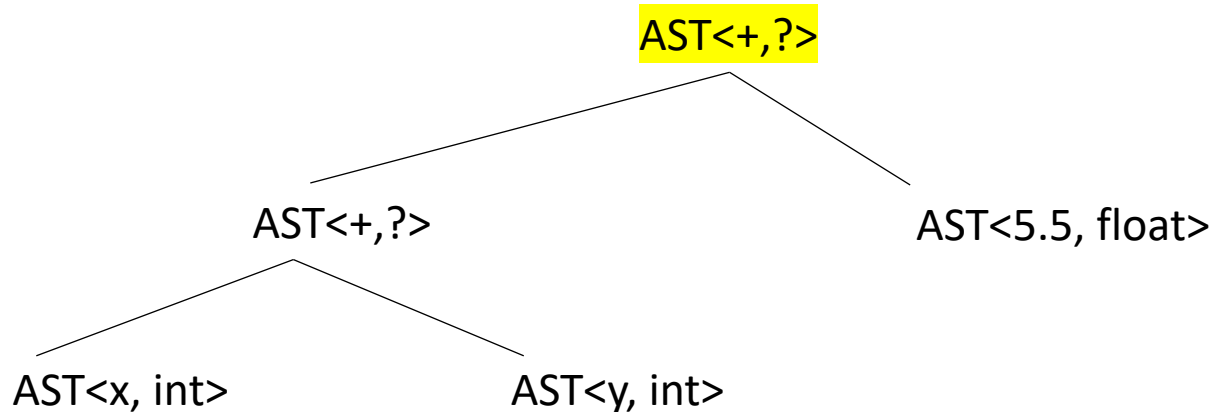 AST<+,?>
AST<+,?>
AST<5.5, float>
AST<x, int>
AST<y, int>